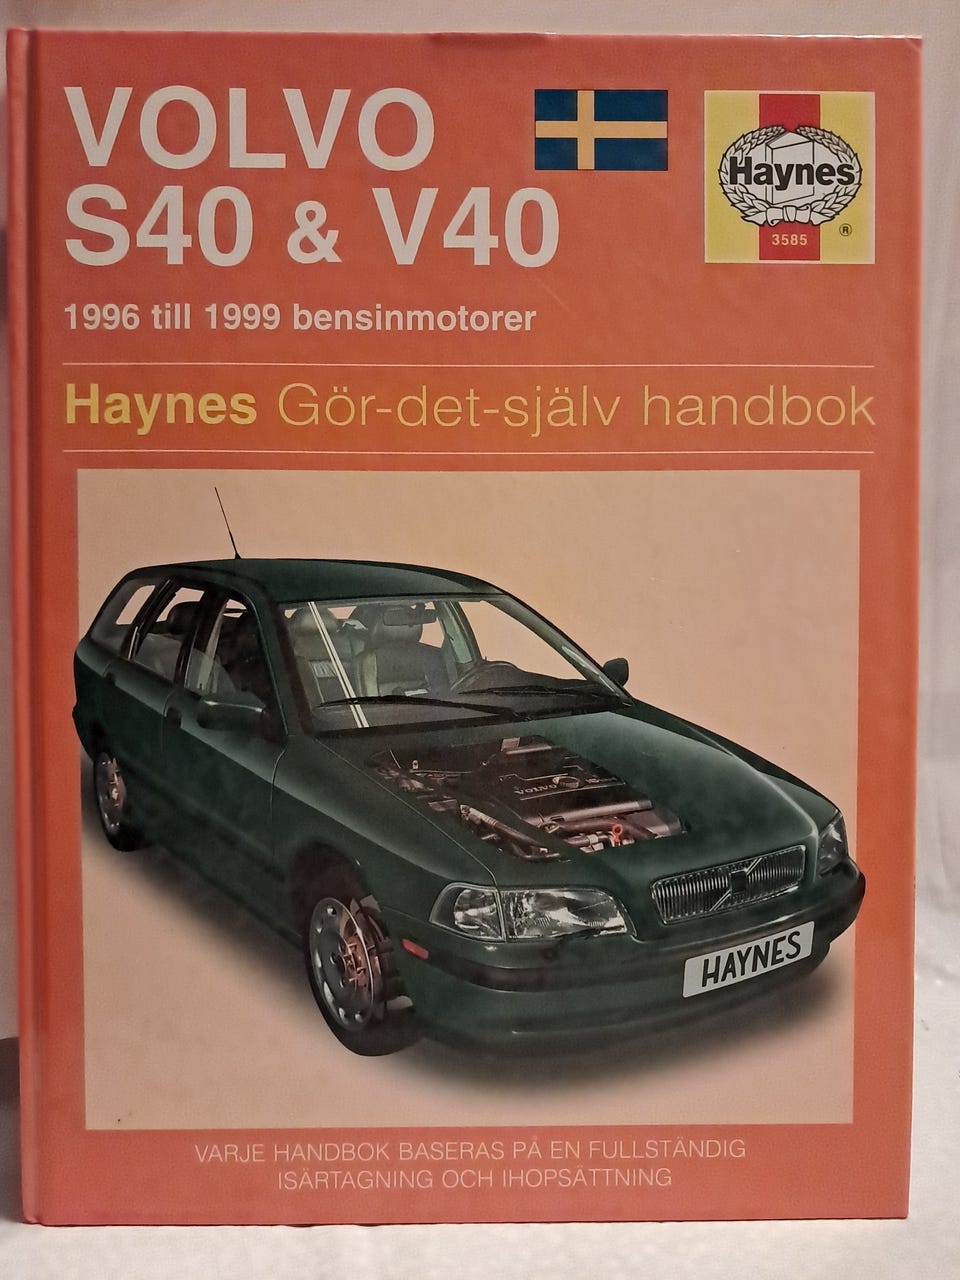 VOLVO
S40 & V40
Haynes
®
3585
1996 till 1999 bensinmotorer
Haynes Gör-det-själv handbok
VOLVO
HAYNES
VARJE HANDBOK BASERAS PÅ EN FULLSTÄNDIG
ISÄRTAGNING OCH IHOPSÄTTNING